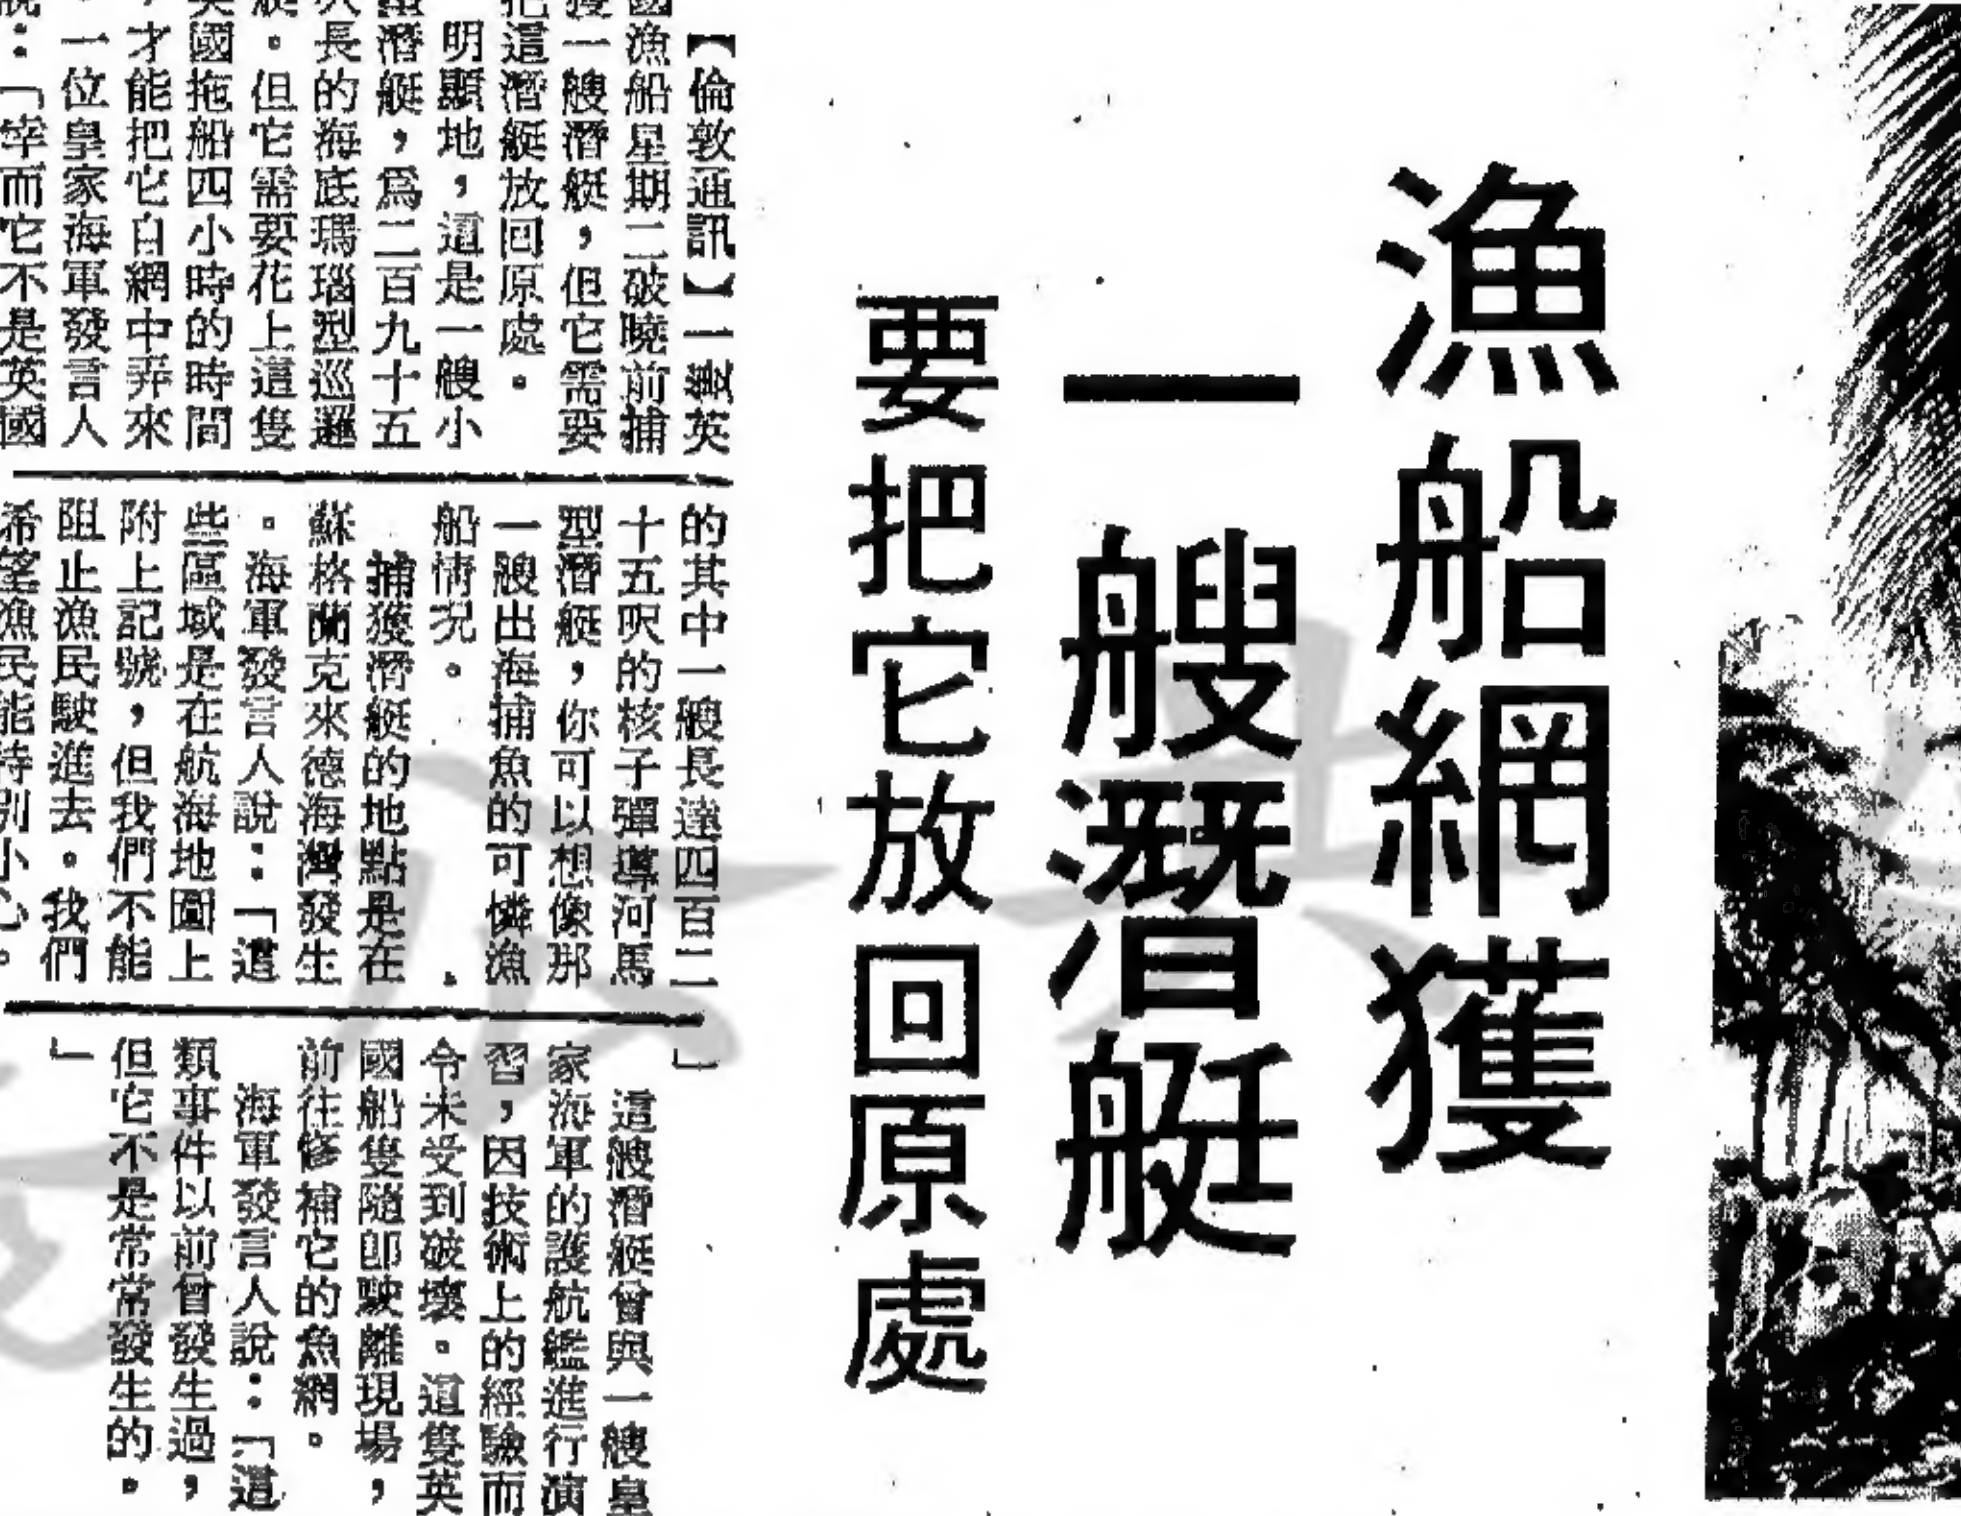 漁船網獲
一艘潛艇
要把它放回原處
【倫敦通訊】一艘英
國漁船星期二破曉前捕
獲一艘潛艇，但它需要
把這潛艇放回原處。
明顯地，這是一艘小
型潛艇，爲二百九十五
呎長的海底瑪瑙型巡邏
艇。但它需要花上這隻
英國拖船四小時的時間
，才能把它自網中弄來
。一位皇家海軍發言人
說：「幸而它不是英國
的其中一艘長達四百二
十五呎的核子彈導河馬
型潛艇，你可以想像那
一艘出海捕魚的可憐漁
船情況。
捕獲潛艇的地點是在
蘇格蘭克來德海灣發生
。海軍發言人說：「這
些區域是在航海地圖上
附上記號，但我們不能
阻止漁民駛進去。我們
希望漁民能特別小心。
」
這艘潛艇曾與一艘皇
家海軍的護航艦進行演
習，因技術上的經驗而
令未受到破壞。這隻英
國船隻隨即駛離現場，
前往修補它的魚網。
海軍發言人說：「這
類事件以前曾發生過，
但它不是常常發生的。
」